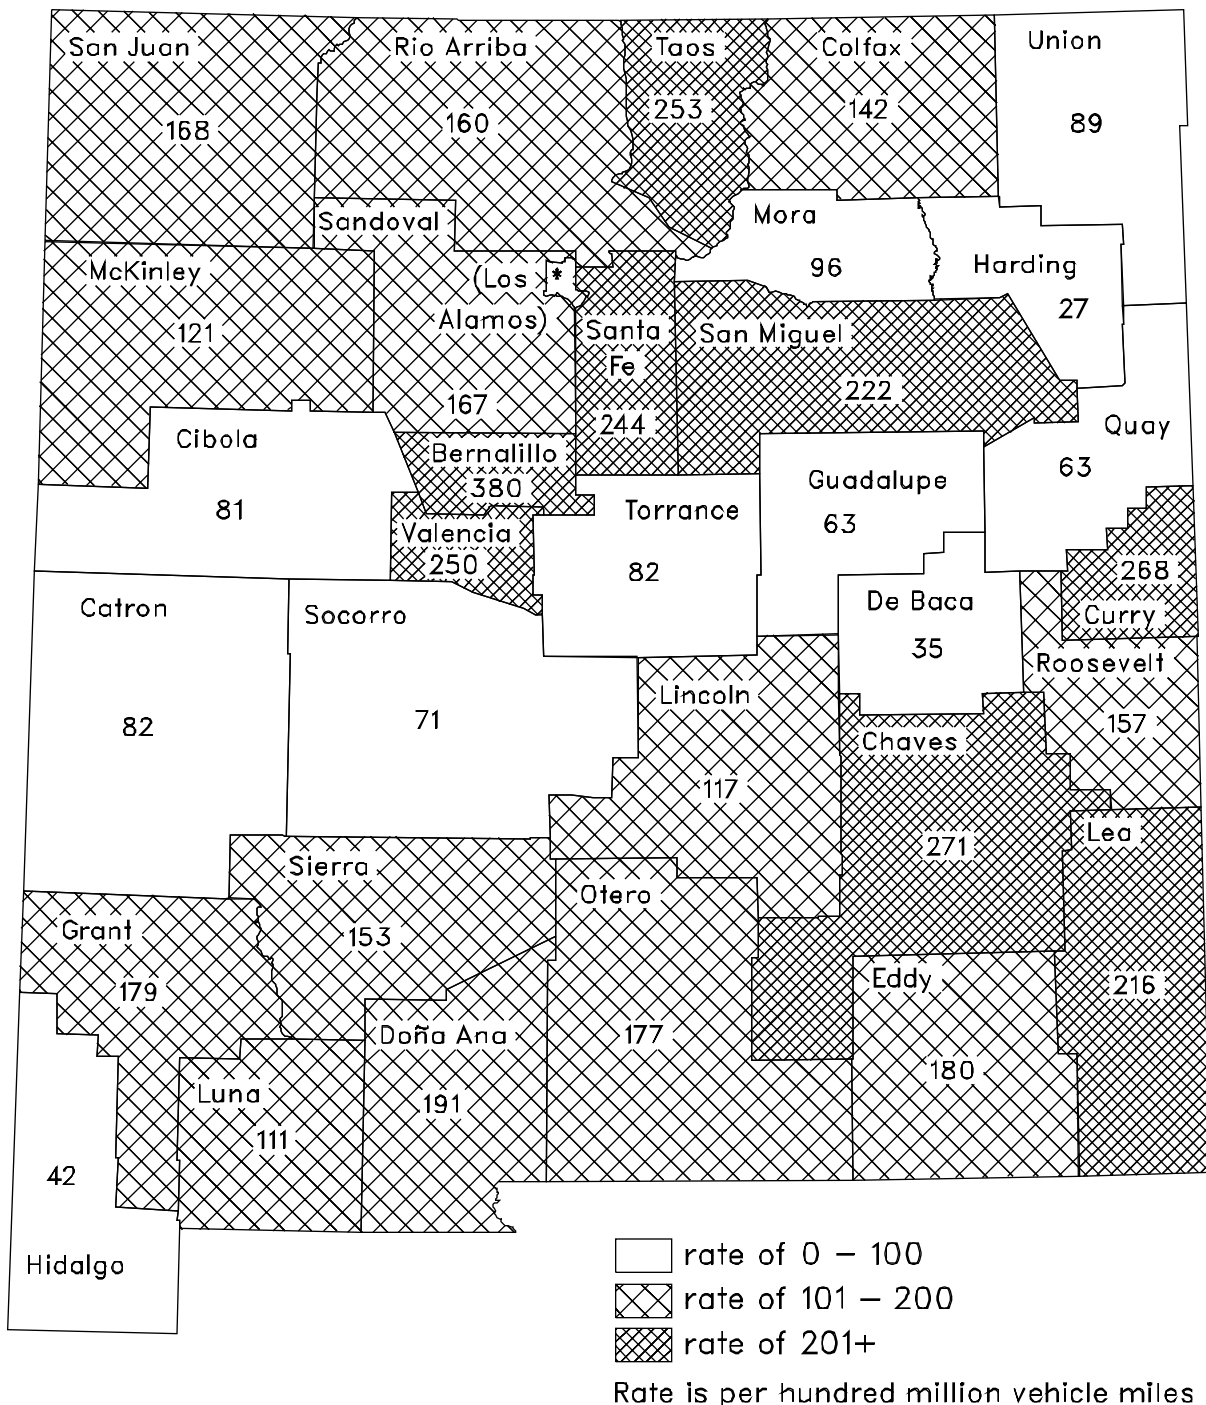 San Juan
168
Rio Arriba
160
Taos
253
Colfax
142
Union
89
Sandoval
167
(Los
Alamos)
*
Mora
96
Harding
27
McKinley
121
Santa
Fe
244
San Miguel
222
Quay
63
Cibola
81
Bernalillo
380
Valencia
250
Torrance
82
Guadalupe
63
De Baca
35
268
Curry
Roosevelt
157
Catron
82
Socorro
71
Lincoln
117
Chaves
271
Lea
216
Sierra
153
Otero
177
Grant
179
Doña Ana
191
Eddy
180
Luna
111
42
Hidalgo
rate of 0 – 100
rate of 101 – 200
rate of 201+
Rate is per hundred million vehicle miles